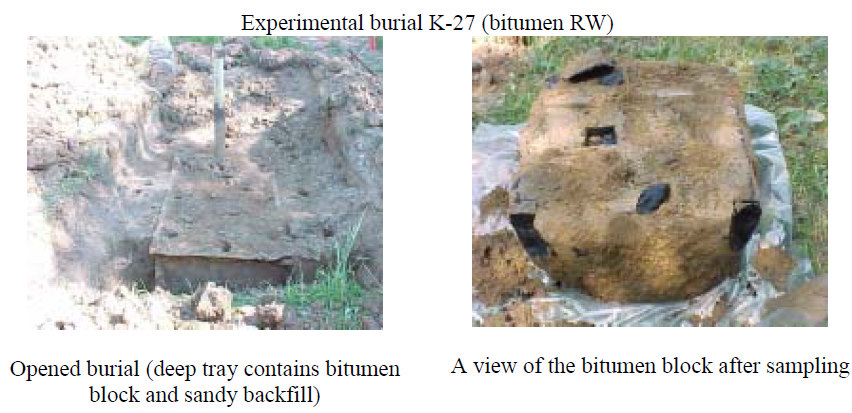 Experimental burial K-27 (bitumen RW)
Opened burial (deep tray contains bitumen
block and sandy backfill)
A view of the bitumen block after sampling